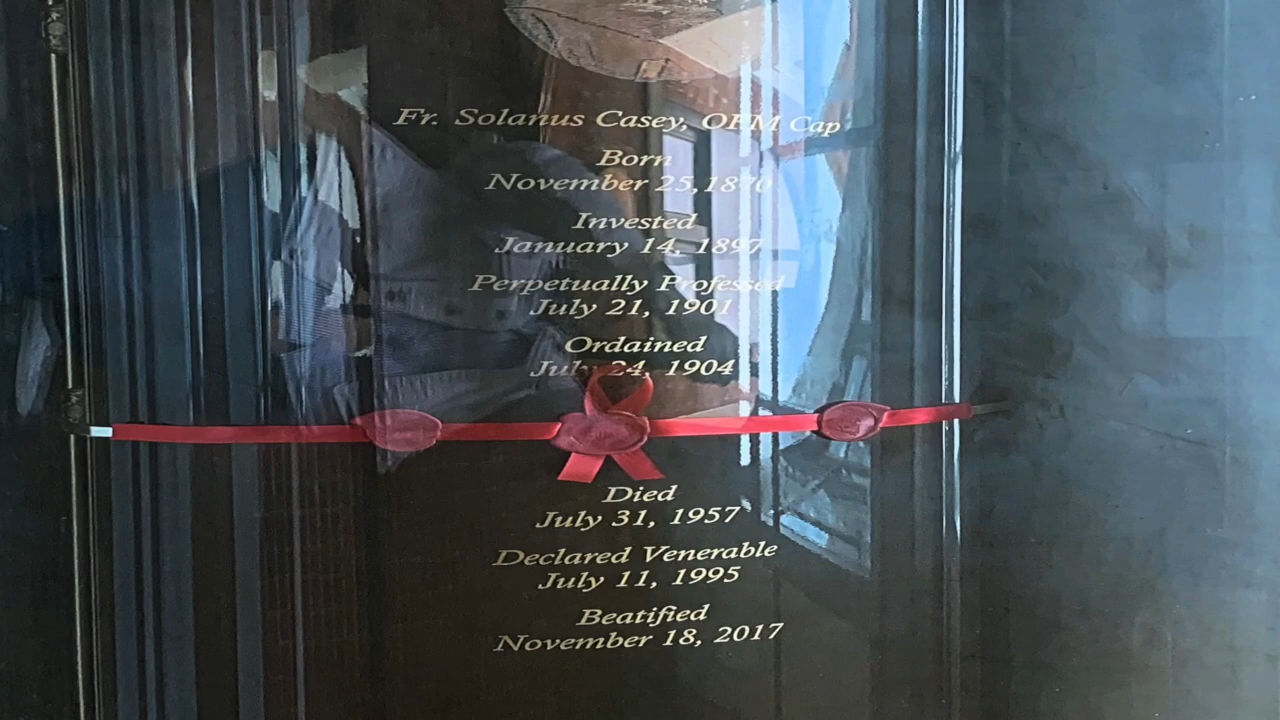 Fr. Solanus Casey, OFM Cap
Born
November 25,1870
Invested
January 14, 1897
Perpetually Professed
July 21, 1901
Ordained
July 24, 1904
Died
July 31, 1957
Declared Venerable
July 11, 1995
Beatified
November 18, 2017